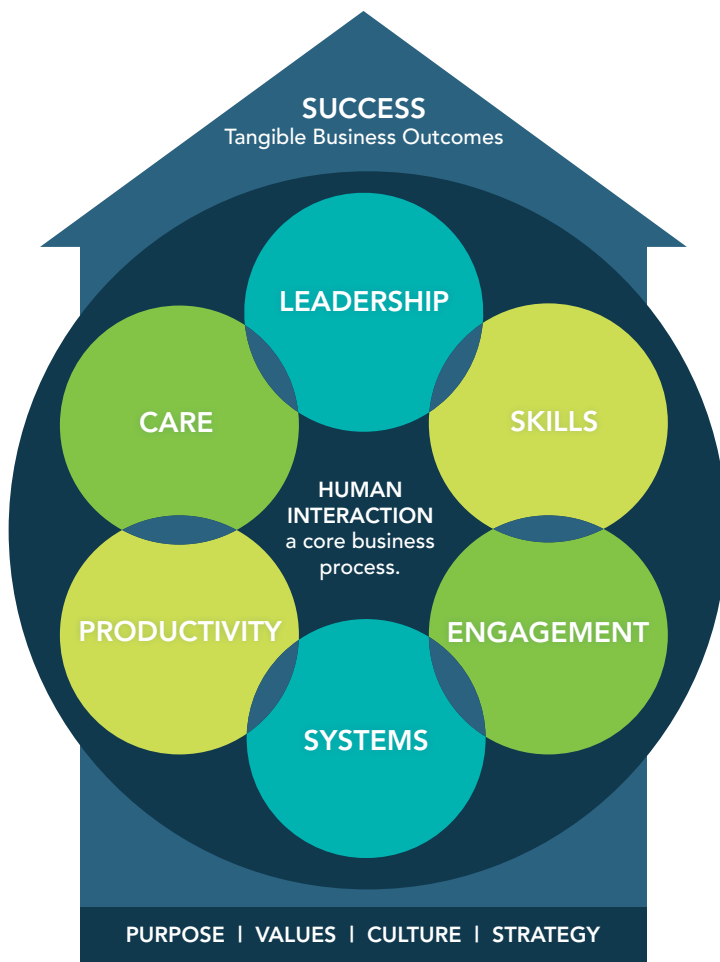 SUCCESS
Tangible Business Outcomes
LEADERSHIP
CARE
SKILLS
HUMAN
INTERACTION
a core business
process.
PRODUCTIVITY
ENGAGEMENT
SYSTEMS
PURPOSE | VALUES | CULTURE | STRATEGY